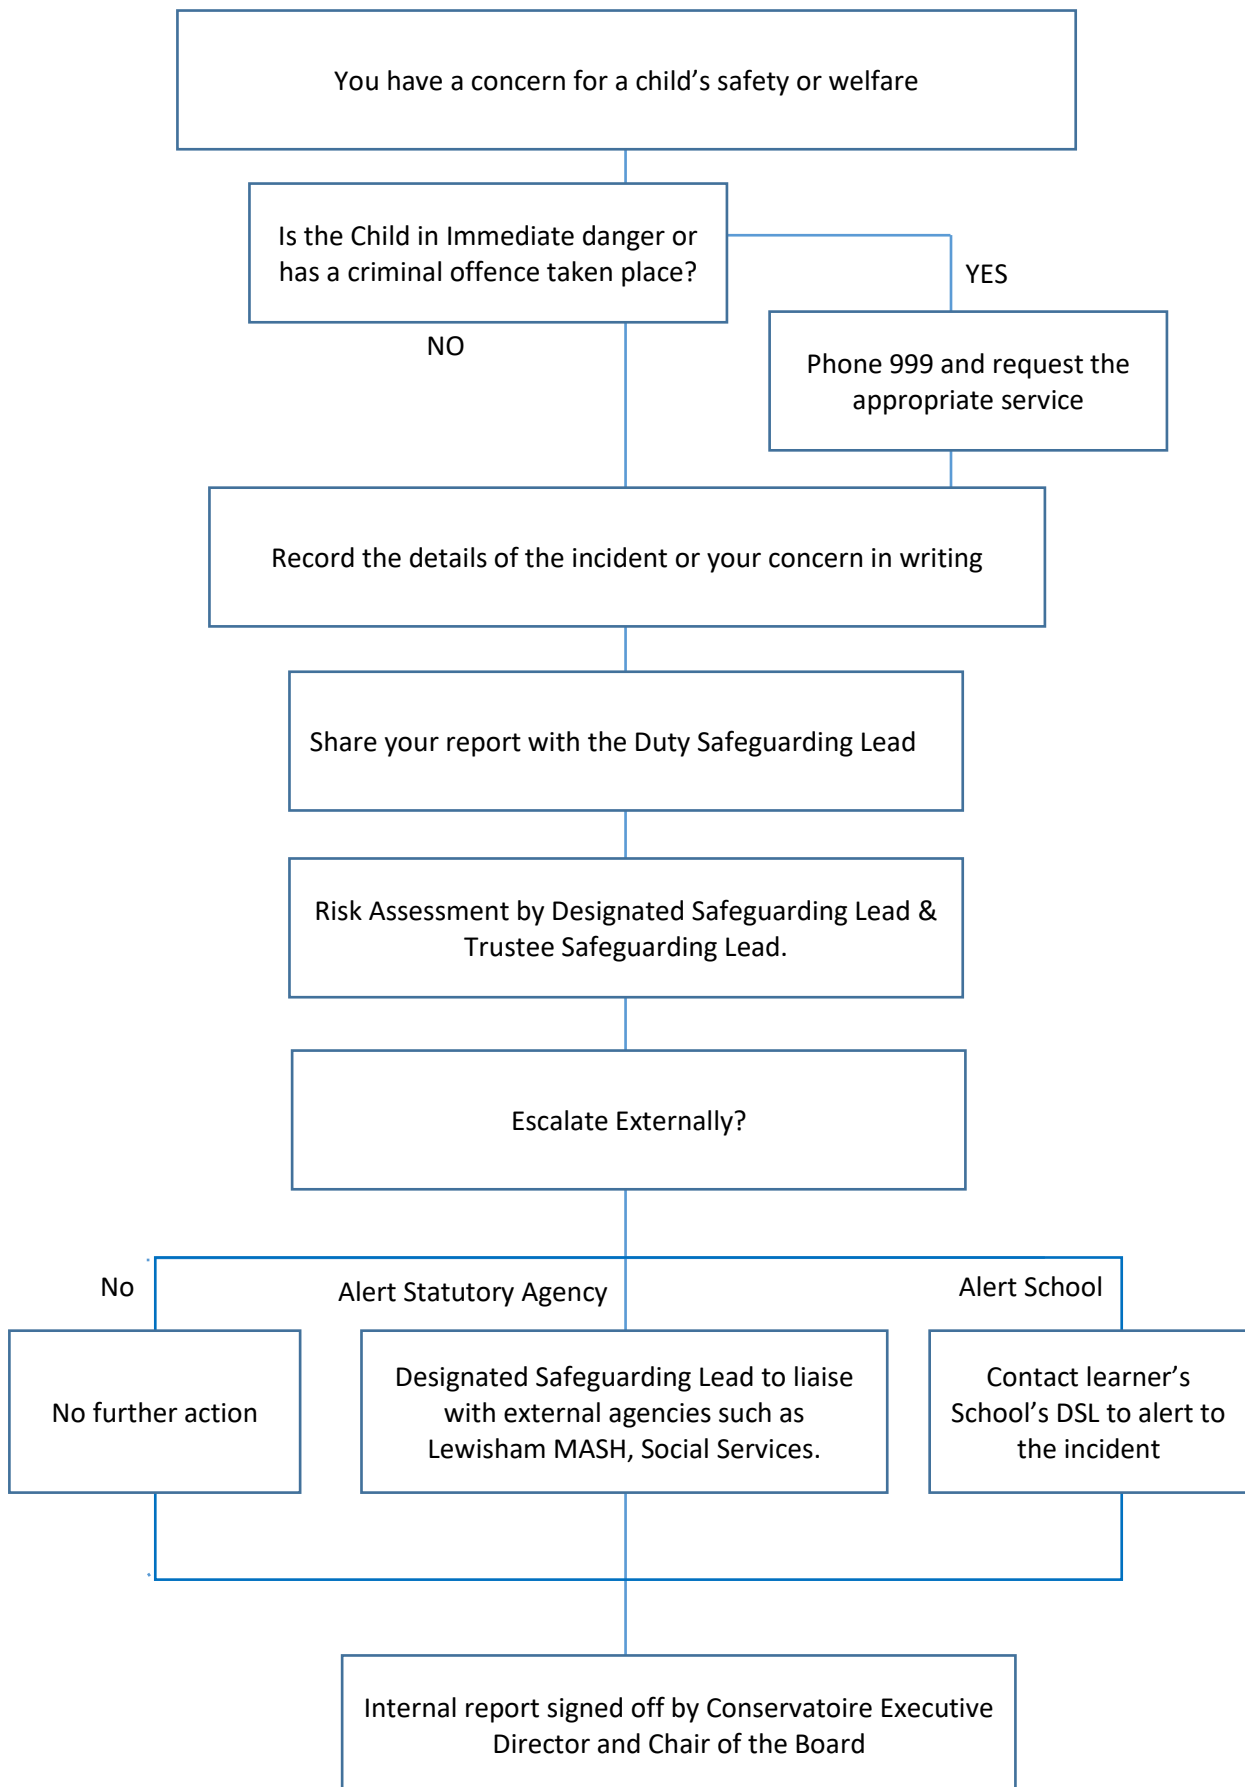 You have a concern for a child’s safety or welfare
Is the Child in Immediate danger or
has a criminal offence taken place?
YES
NO
Phone 999 and request the
appropriate service
Record the details of the incident or your concern in writing
Share your report with the Duty Safeguarding Lead
Risk Assessment by Designated Safeguarding Lead &
Trustee Safeguarding Lead.
Escalate Externally?
No
Alert Statutory Agency
Alert School
No further action
Designated Safeguarding Lead to liaise
with external agencies such as
Lewisham MASH, Social Services.
Contact learner’s
School’s DSL to alert to
the incident
Internal report signed off by Conservatoire Executive
Director and Chair of the Board